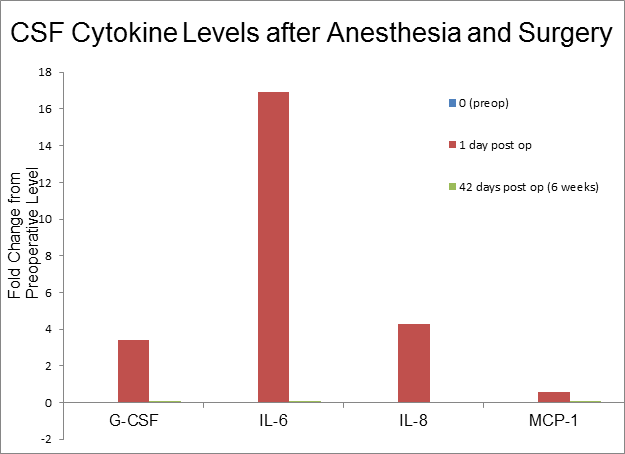 CSF Cytokine Levels after Anesthesia and Surgery
Fold Change from
Preoperative Level
18
16
14
12
10
8
6
4
2
0
-2
0 (preop)
1 day post op
42 days post op (6 weeks)
G-CSF
IL-6
IL-8
MCP-1